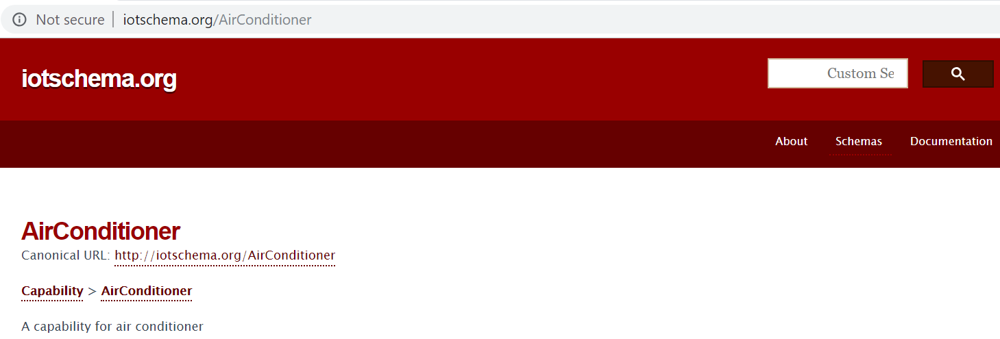 Not secure | iotschema.org/AirConditioner
iotschema.org
Custom Se
About Schemas Documentation
AirConditioner
Canonical URL: http://iotschema.org/AirConditioner
Capability > AirConditioner
A capability for air conditioner